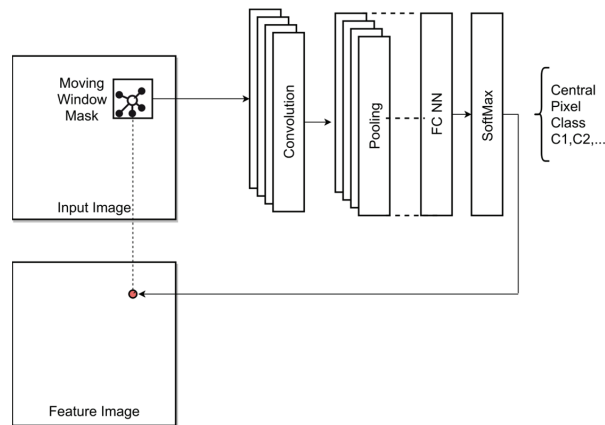 Moving
Window
Mask
Input Image
Convolution
Pooling
FC NN
SoftMax
Central
Pixel
Class
C1,C2,...
Feature Image